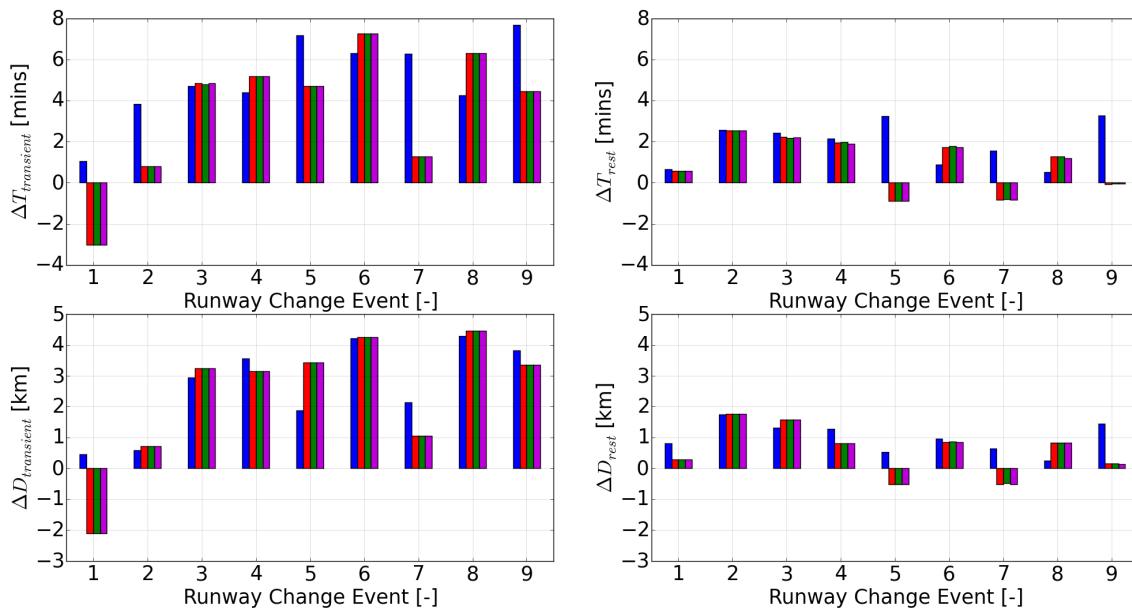 8
6
4
2
0
−2
−4
ΔT_transient [mins]
1 2 3 4 5 6 7 8 9
Runway Change Event [-]
8
6
4
2
0
−2
−4
ΔT_rest [mins]
1 2 3 4 5 6 7 8 9
Runway Change Event [-]
5
4
3
2
1
0
−1
−2
−3
ΔD_transient [km]
1 2 3 4 5 6 7 8 9
Runway Change Event [-]
5
4
3
2
1
0
−1
−2
−3
ΔD_rest [km]
1 2 3 4 5 6 7 8 9
Runway Change Event [-]